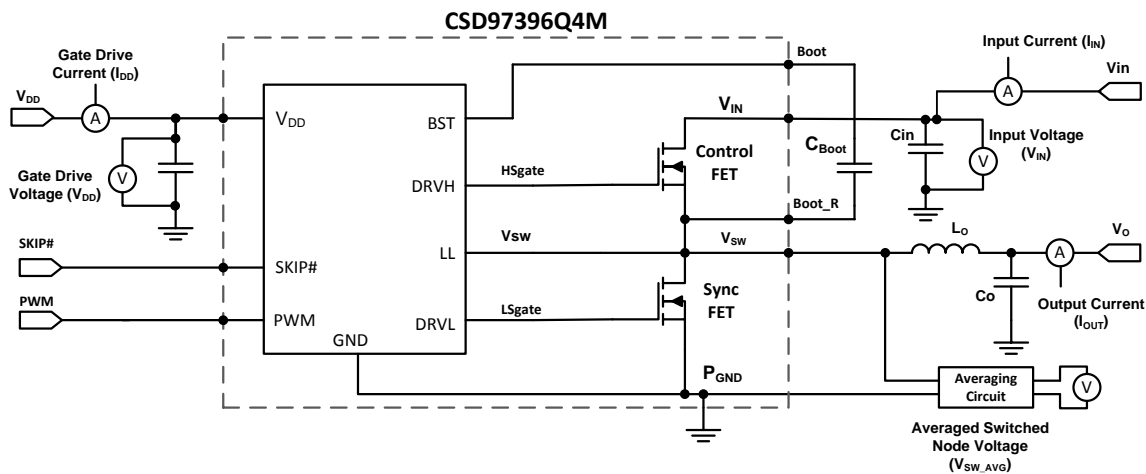 CSD97396Q4M
Gate Drive
Current (IDD)
Input Current (IIN)
Boot
VDD
A
VDD
BST
VIN
A
Vin
Gate Drive
Voltage (VDD)
V
DRVH
HSgate
Control
FET
CBoot
Cin
V
Input Voltage
(VIN)
Boot_R
SKIP#
SKIP#
LL
Vsw
VSW
LO
A
VO
PWM
PWM
DRVL
LSgate
Sync
FET
Co
Output Current
(IOUT)
GND
PGND
Averaging
Circuit
V
Averaged Switched
Node Voltage
(VSW_AVG)